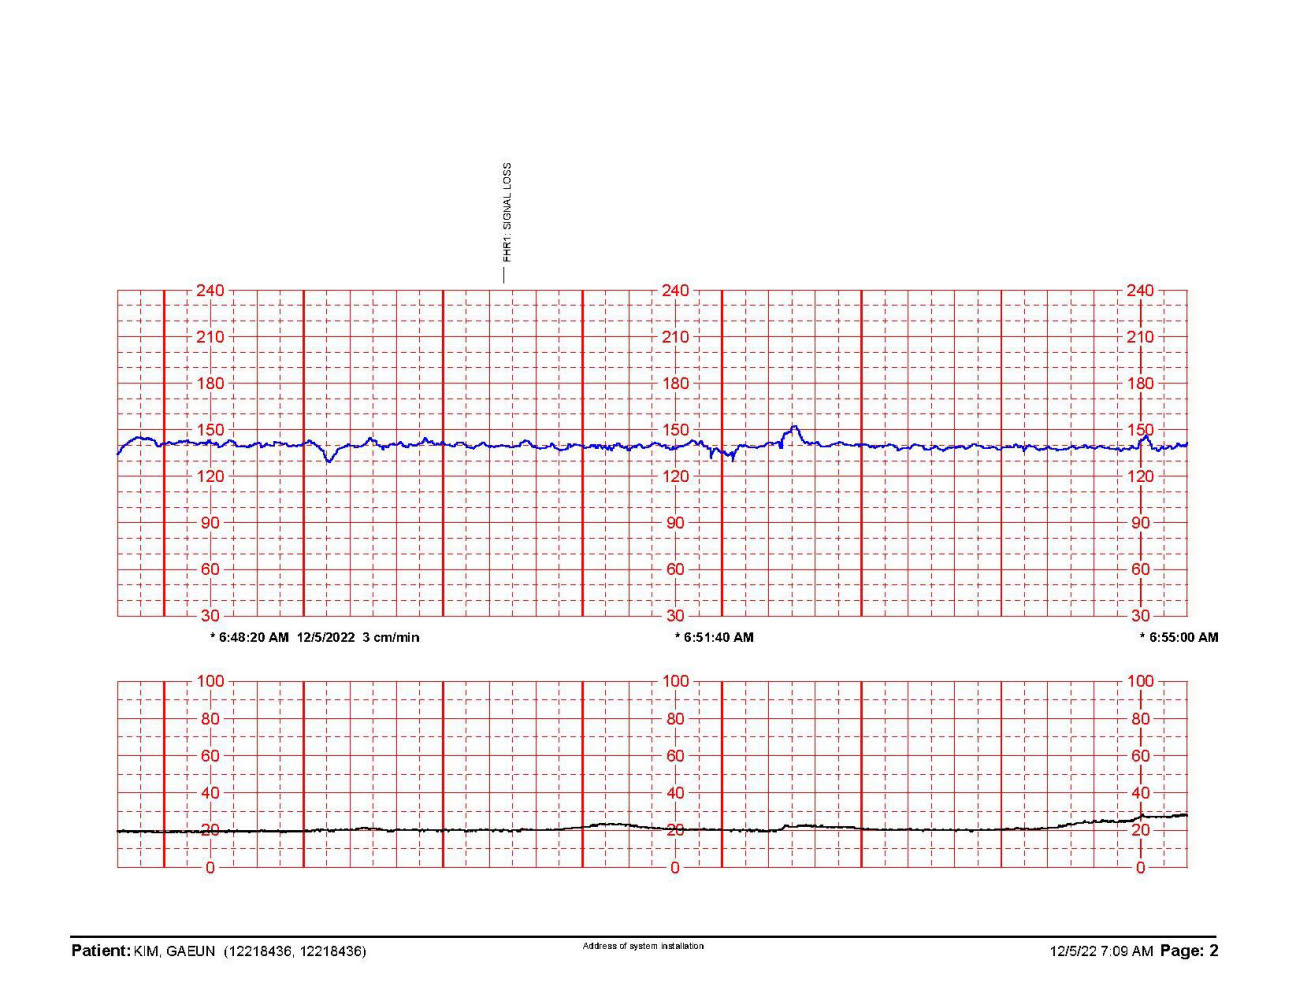 FHR1: SIGNAL LOSS
240 240 240
210 210 210
180 180 180
150 150 150
120 120 120
90 90 90
60 60 60
30 30 30
* 6:48:20 AM 12/5/2022 3 cm/min * 6:51:40 AM * 6:55:00 AM
100 100 100
80 80 80
60 60 60
40 40 40
20 20 20
0 0 0
Patient: KIM, GAEUN (12218436, 12218436) Address of system installation 12/5/22 7:09 AM Page: 2